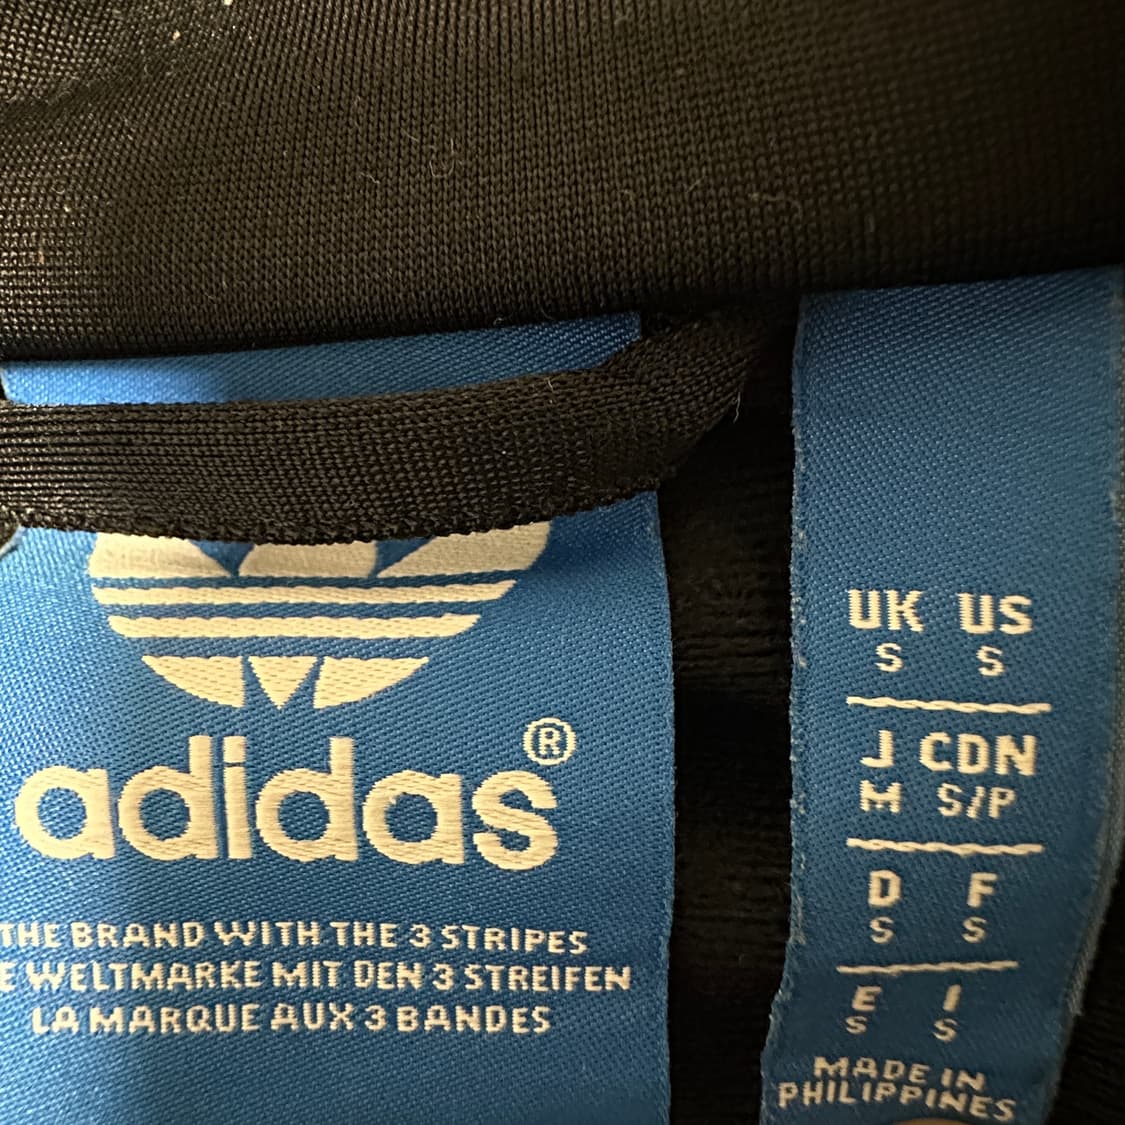 adidas®
THE BRAND WITH THE 3 STRIPES
E WELTMARKE MIT DEN 3 STREIFEN
LA MARQUE AUX 3 BANDES
UK US
S S
J CDN
M S/P
D F
S S
E I
S S
MADE IN
PHILIPPINES